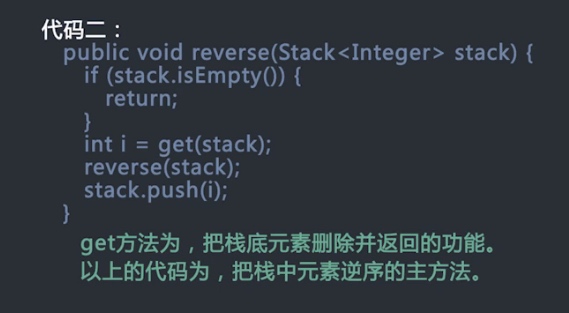 代码二：
public void reverse(Stack<Integer> stack) {
if (stack.isEmpty()) {
return;
}
int i = get(stack);
reverse(stack);
stack.push(i);
}
get方法为，把栈底元素删除并返回的功能。
以上的代码为，把栈中元素逆序的主方法。